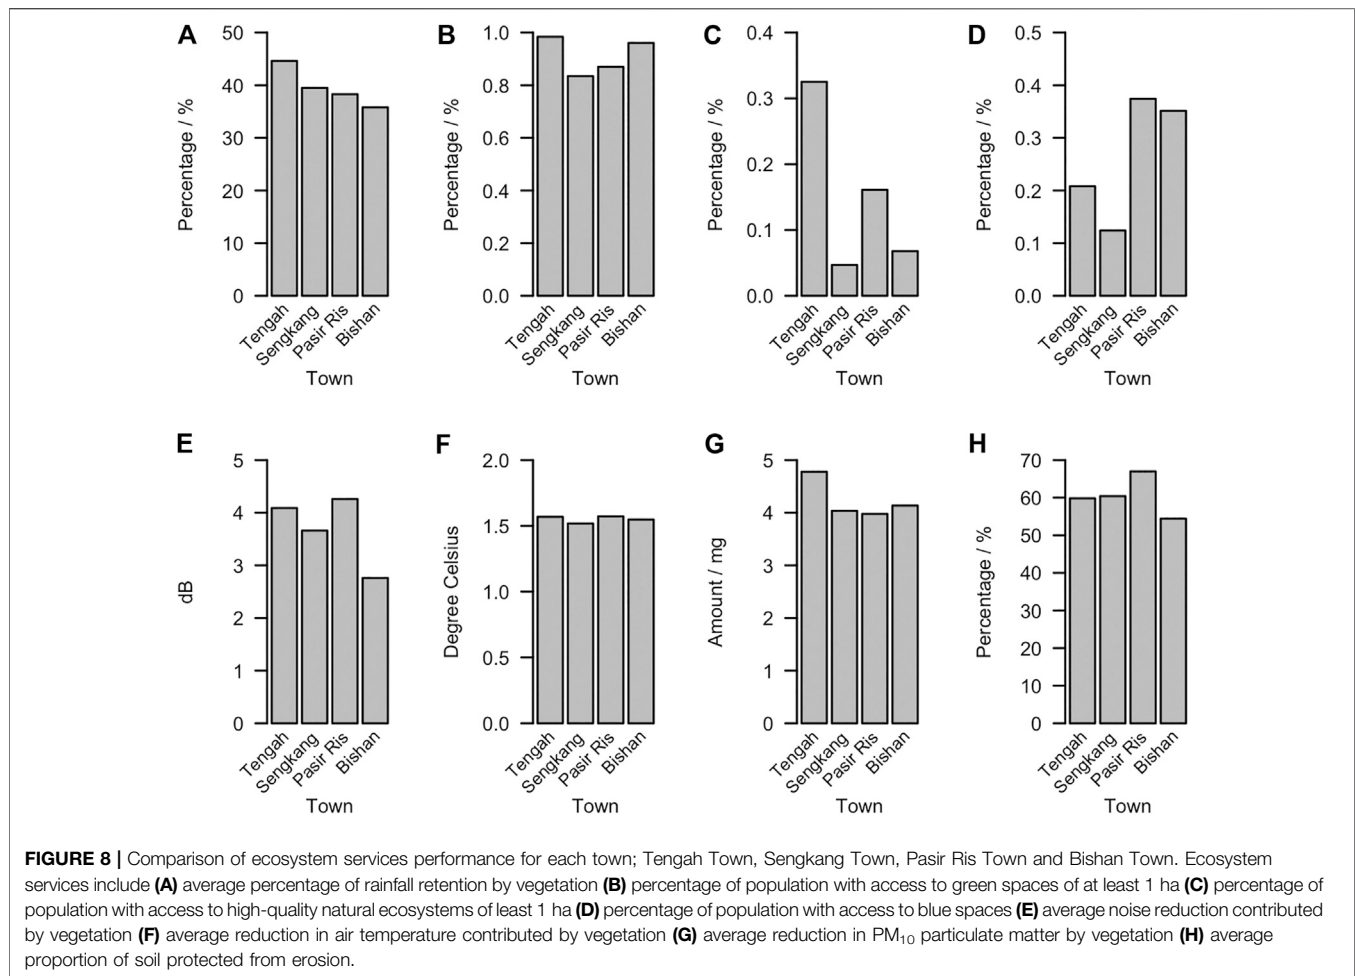 A
50
40
30
20
10
0
Percentage / %
Tengah
Sengkang
Pasir Ris
Bishan
Town
B
1.0
0.8
0.6
0.4
0.2
0.0
Percentage / %
Tengah
Sengkang
Pasir Ris
Bishan
Town
C
0.4
0.3
0.2
0.1
0.0
Percentage / %
Tengah
Sengkang
Pasir Ris
Bishan
Town
D
0.5
0.4
0.3
0.2
0.1
0.0
Percentage / %
Tengah
Sengkang
Pasir Ris
Bishan
Town
E
5
4
3
2
1
0
dB
Tengah
Sengkang
Pasir Ris
Bishan
Town
F
2.0
1.5
1.0
0.5
0.0
Degree Celsius
Tengah
Sengkang
Pasir Ris
Bishan
Town
G
5
4
3
2
1
0
Amount / mg
Tengah
Sengkang
Pasir Ris
Bishan
Town
H
70
60
50
40
30
20
10
0
Percentage / %
Tengah
Sengkang
Pasir Ris
Bishan
Town
FIGURE 8 | Comparison of ecosystem services performance for each town; Tengah Town, Sengkang Town, Pasir Ris Town and Bishan Town. Ecosystem
services include (A) average percentage of rainfall retention by vegetation (B) percentage of population with access to green spaces of at least 1 ha (C) percentage of
population with access to high-quality natural ecosystems of least 1 ha (D) percentage of population with access to blue spaces (E) average noise reduction contributed
by vegetation (F) average reduction in air temperature contributed by vegetation (G) average reduction in PM10 particulate matter by vegetation (H) average
proportion of soil protected from erosion.